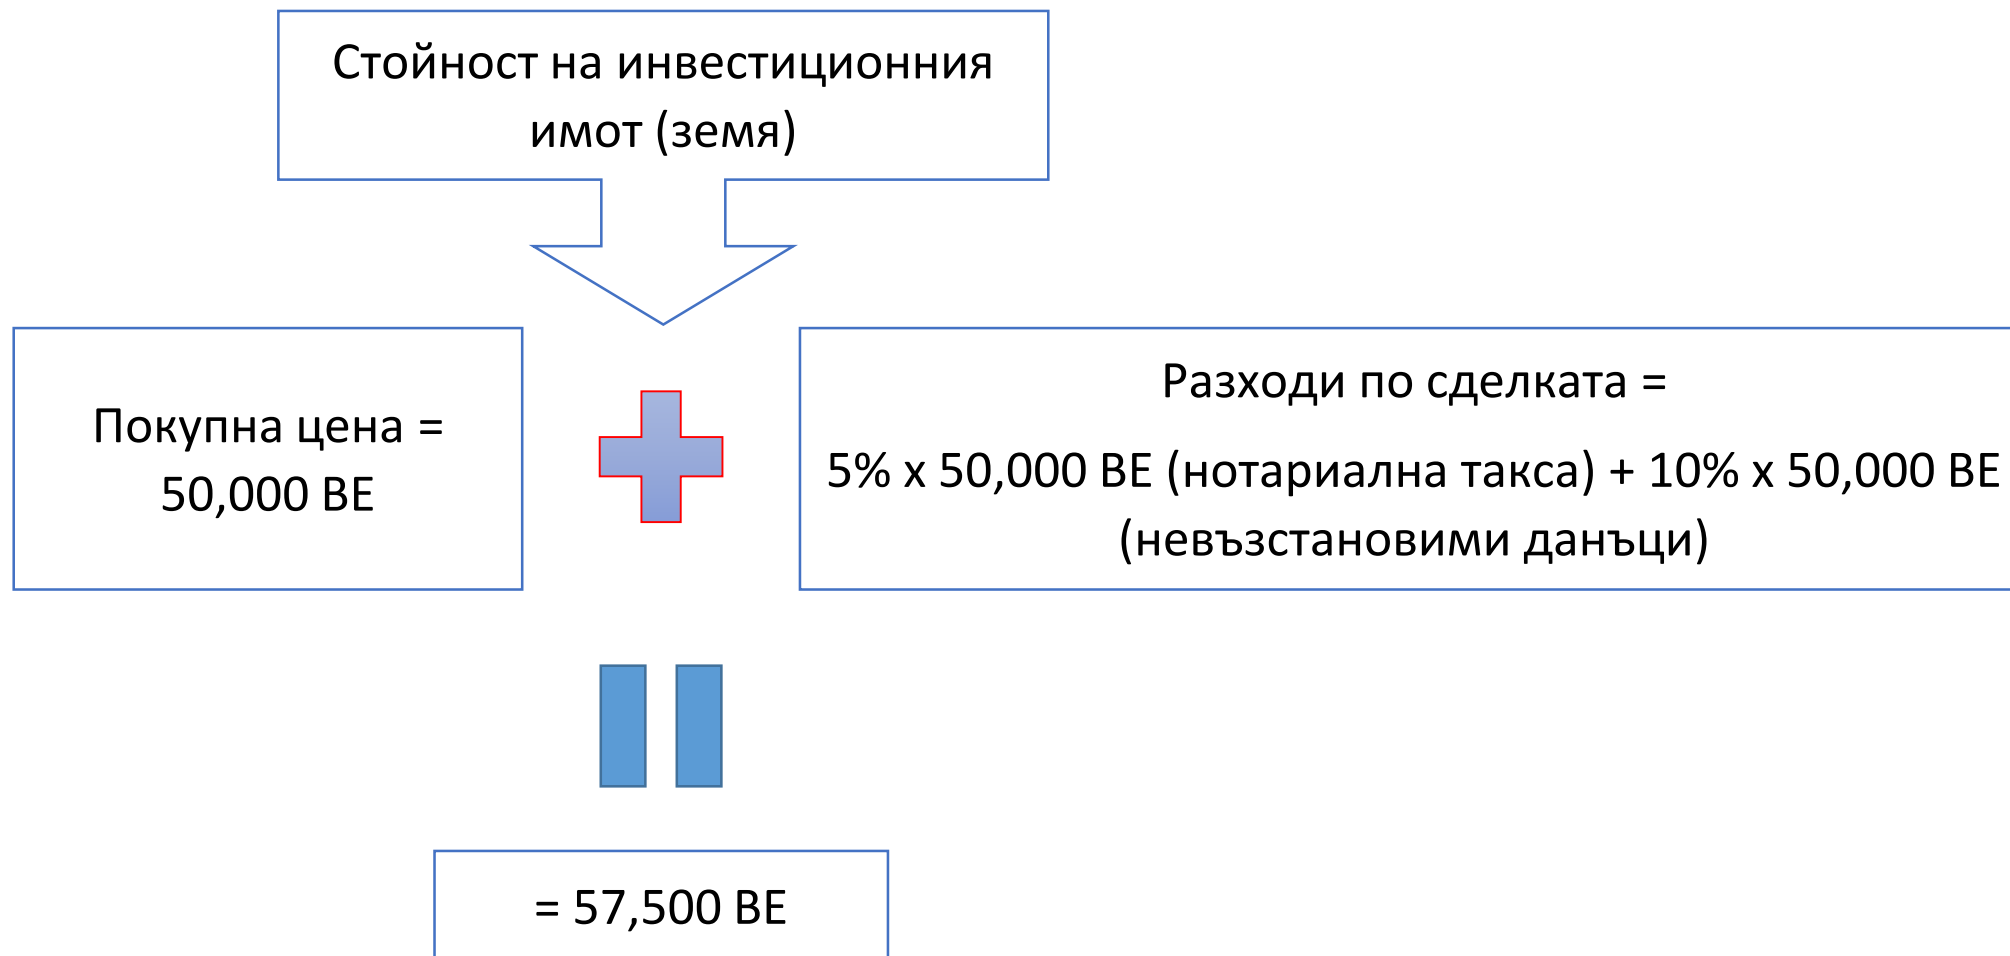 Стойност на инвестиционния
имот (земя)
Покупна цена =
50,000 ВЕ
Разходи по сделката =
5% x 50,000 ВЕ (нотариална такса) + 10% x 50,000 ВЕ
(невъзстановими данъци)
= 57,500 ВЕ